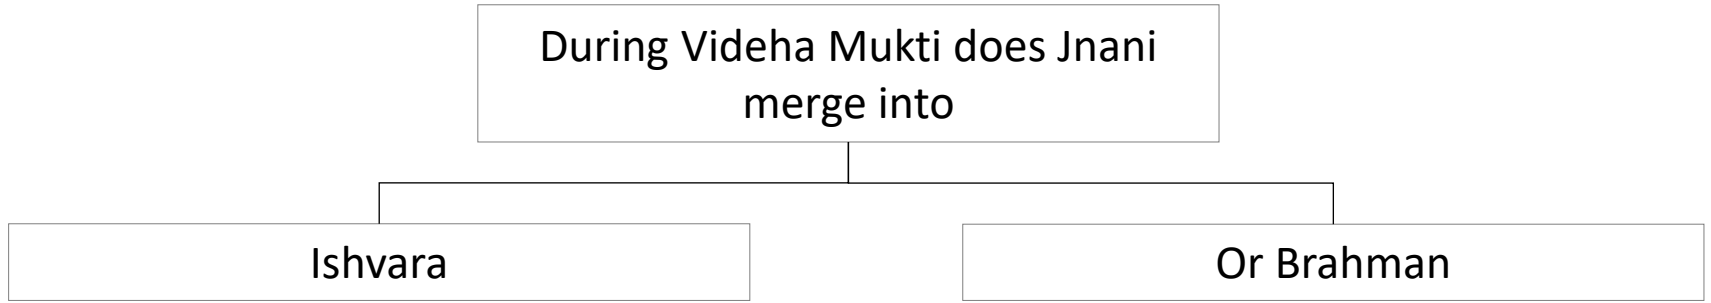 During Videha Mukti does Jnani
merge into
Ishvara
Or Brahman